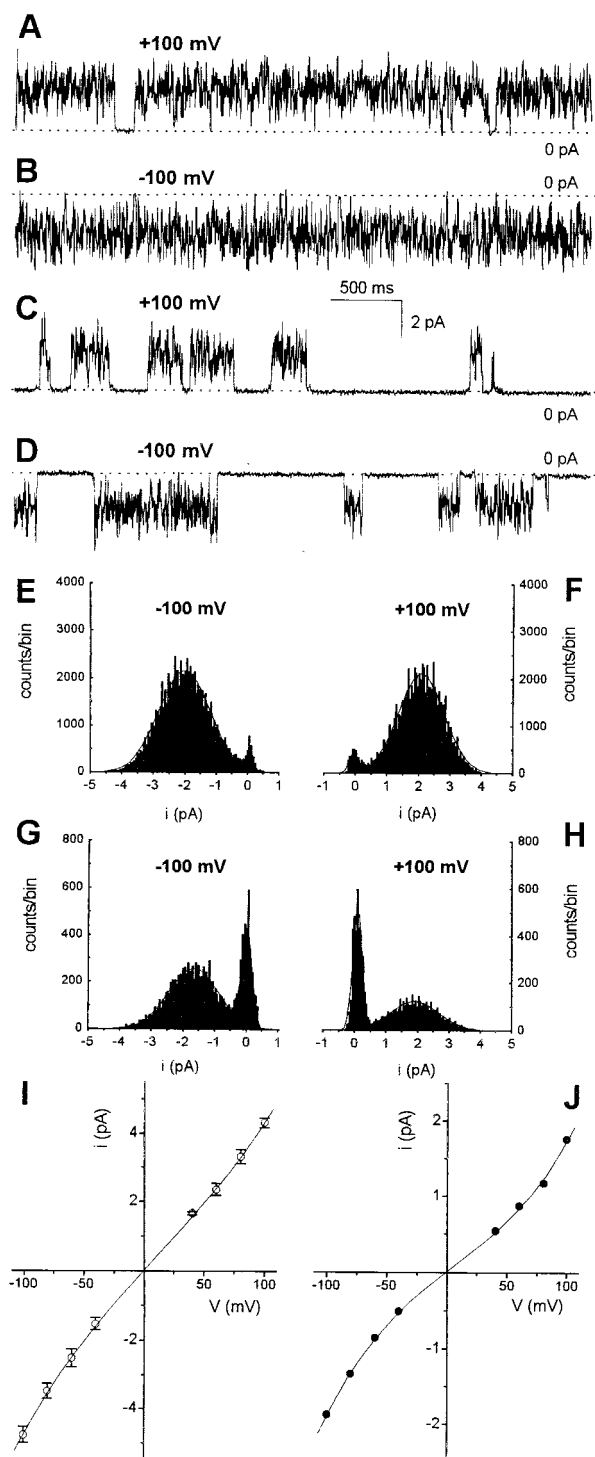 A
+100 mV
0 pA
B
-100 mV
0 pA
C
+100 mV
500 ms
2 pA
0 pA
D
-100 mV
0 pA
E
-100 mV
+100 mV
F
counts/bin
4000
3000
2000
1000
0
-5 -4 -3 -2 -1 0 1
i (pA)
4000
3000
2000
1000
0
counts/bin
-1 0 1 2 3 4 5
i (pA)
G
-100 mV
+100 mV
H
counts/bin
800
600
400
200
0
-5 -4 -3 -2 -1 0 1
i (pA)
800
600
400
200
0
counts/bin
-1 0 1 2 3 4 5
i (pA)
I
i (pA)
4
2
-100 -50 50 100
V (mV)
-2
-4
J
i (pA)
2
1
-100 -50 50 100
V (mV)
-1
-2